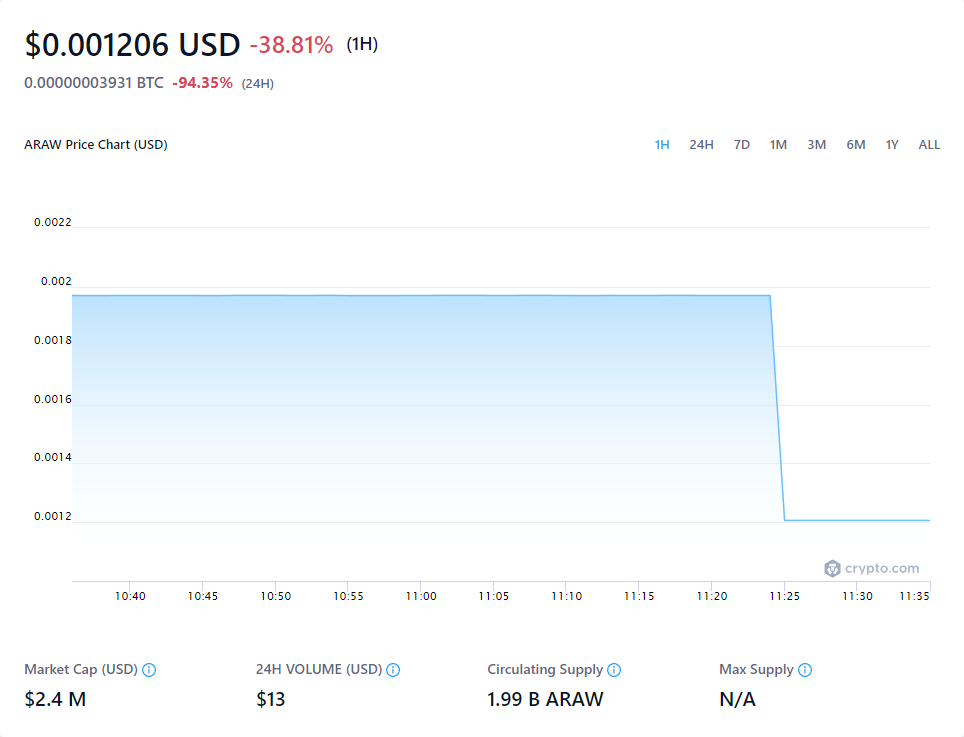 $0.001206 USD -38.81% (1H)
0.00000003931 BTC -94.35% (24H)
ARAW Price Chart (USD) 1H 24H 7D 1M 3M 6M 1Y ALL
0.0022
0.002
0.0018
0.0016
0.0014
0.0012
crypto.com
10:40 10:45 10:50 10:55 11:00 11:05 11:10 11:15 11:20 11:25 11:30 11:35
Market Cap (USD) 24H VOLUME (USD) Circulating Supply Max Supply
$2.4 M $13 1.99 B ARAW N/A